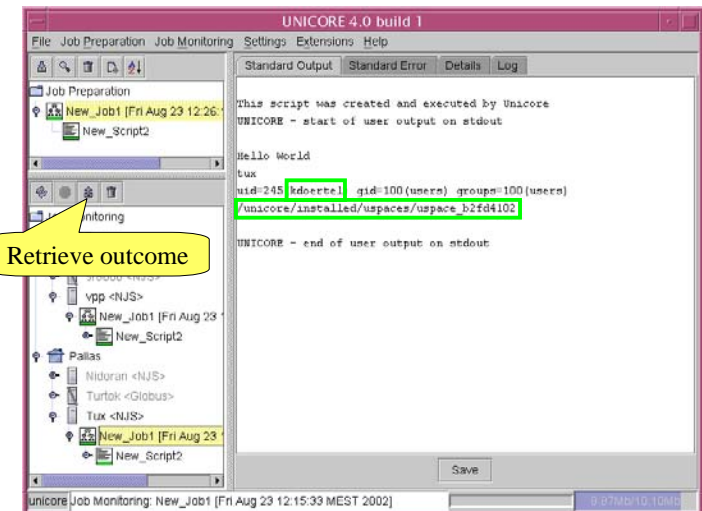 UNICORE 4.0 build 1
File Job Preparation Job Monitoring Settings Extensions Help
Standard Output Standard Error Details Log
Job Preparation
New_Job1 [Fri Aug 23 12:26:
New_Script2
This script was created and executed by Unicore
UNICORE - start of user output on stdout
Hello World
tux
uid=245 kdoertel gid=100(users) groups=100(users)
/unicore/installed/uspaces/uspace_b2fd4102
UNICORE - end of user output on stdout
Retrieve outcome
vpp <NJS>
New_Job1 [Fri Aug 23
New_Script2
Pallas
Nidoran <NJS>
Turtok <Globus>
Tux <NJS>
New_Job1 [Fri Aug 23
New_Script2
Save
unicore Job Monitoring: New_Job1 [Fri Aug 23 12:15:33 MEST 2002]
9.97Mb/10.10Mb